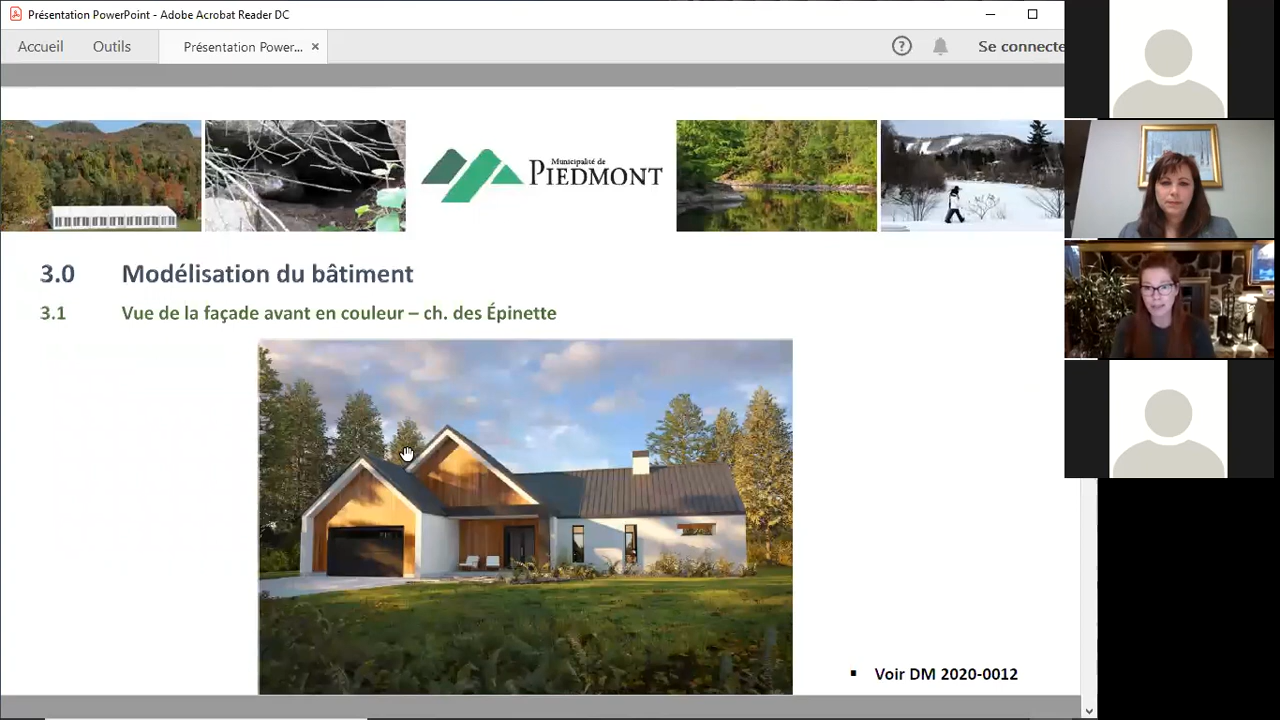 Présentation PowerPoint - Adobe Acrobat Reader DC
Accueil Outils Présentation Power... × ? Se connecte
Municipalité de
PIEDMONT
3.0 Modélisation du bâtiment
3.1 Vue de la façade avant en couleur – ch. des Épinette
▪ Voir DM 2020-0012